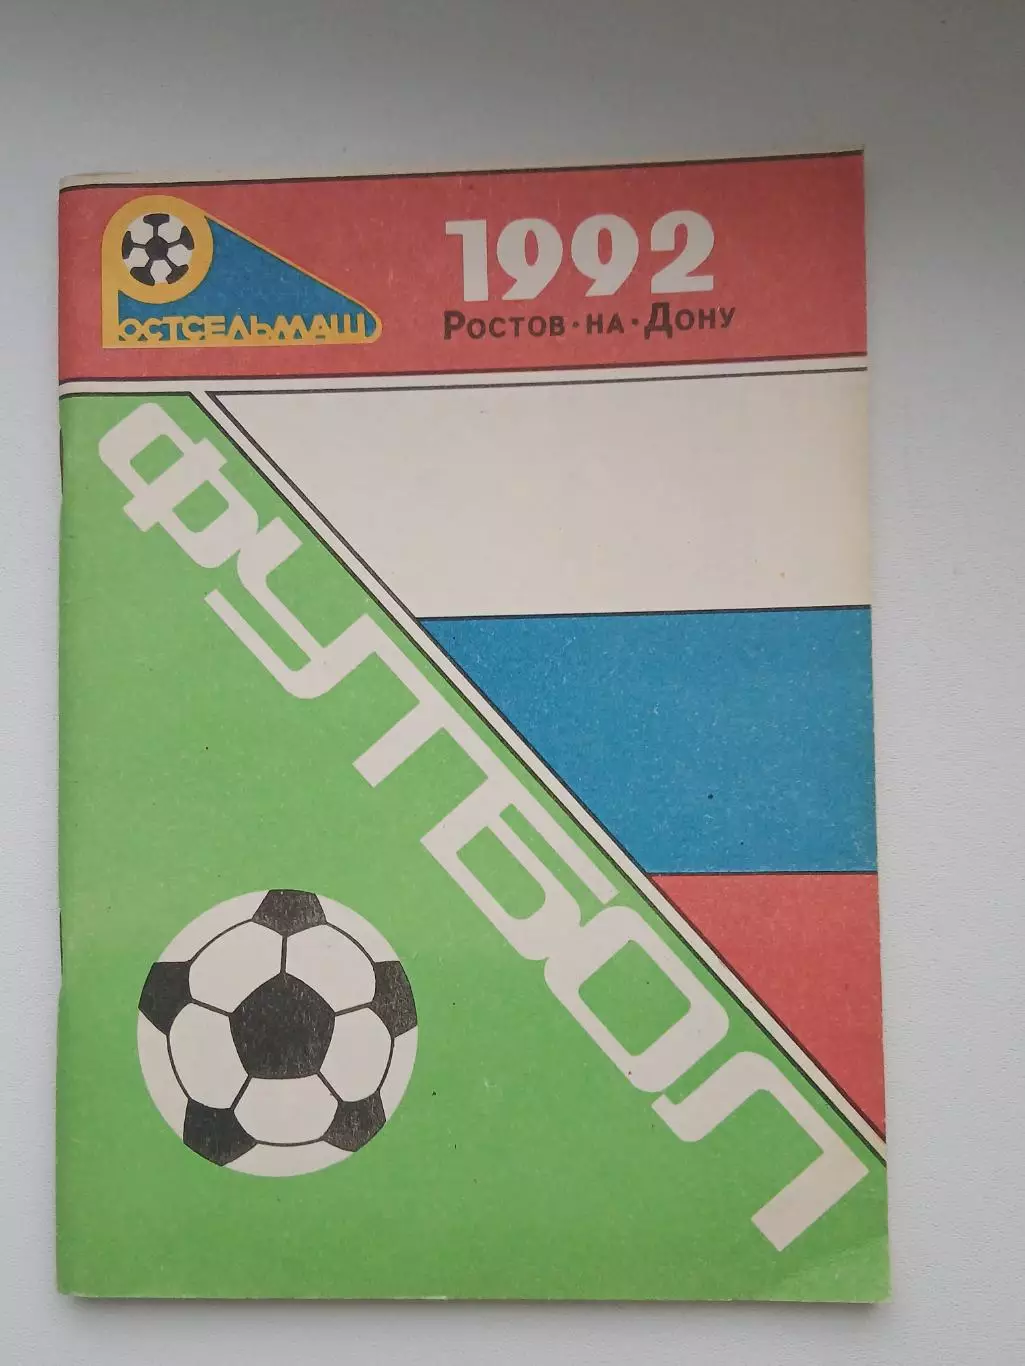 Ростсельмаш
1992
Ростов-на-Дону
ФУТБОЛ